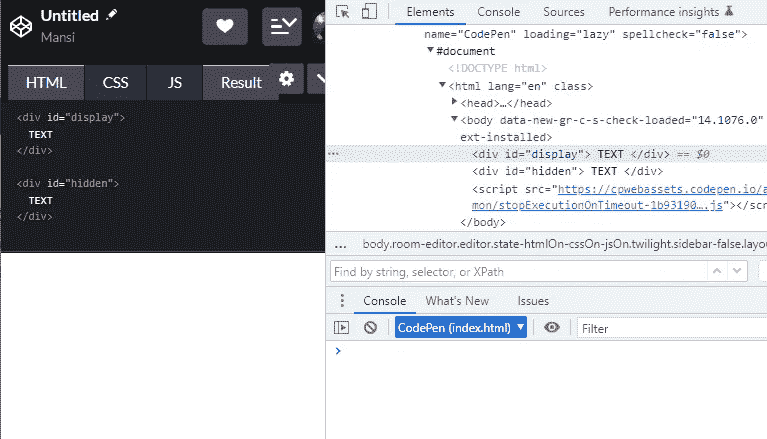 Untitled
Mansi
HTML CSS JS Result
<div id="display">
TEXT
</div>
<div id="hidden">
TEXT
</div>
Elements Console Sources Performance insights
name="CodePen" loading="lazy" spellcheck="false">
▼#document
<!DOCTYPE html>
▼<html lang="en" class>
▶<head>…</head>
▼<body data-new-gr-c-s-check-loaded="14.1076.0"
ext-installed>
… <div id="display"> TEXT </div> == $0
<div id="hidden"> TEXT </div>
<script src="https://cpwebassets.codepen.io/a
mon/stopExecutionOnTimeout-1b93190….js"></scr
</body>
... body.room-editor.editor.state-htmlOn-cssOn-jsOn.twilight.sidebar-false.layou
Find by string, selector, or XPath
Console What's New Issues
CodePen (index.html) ▼ Filter
>